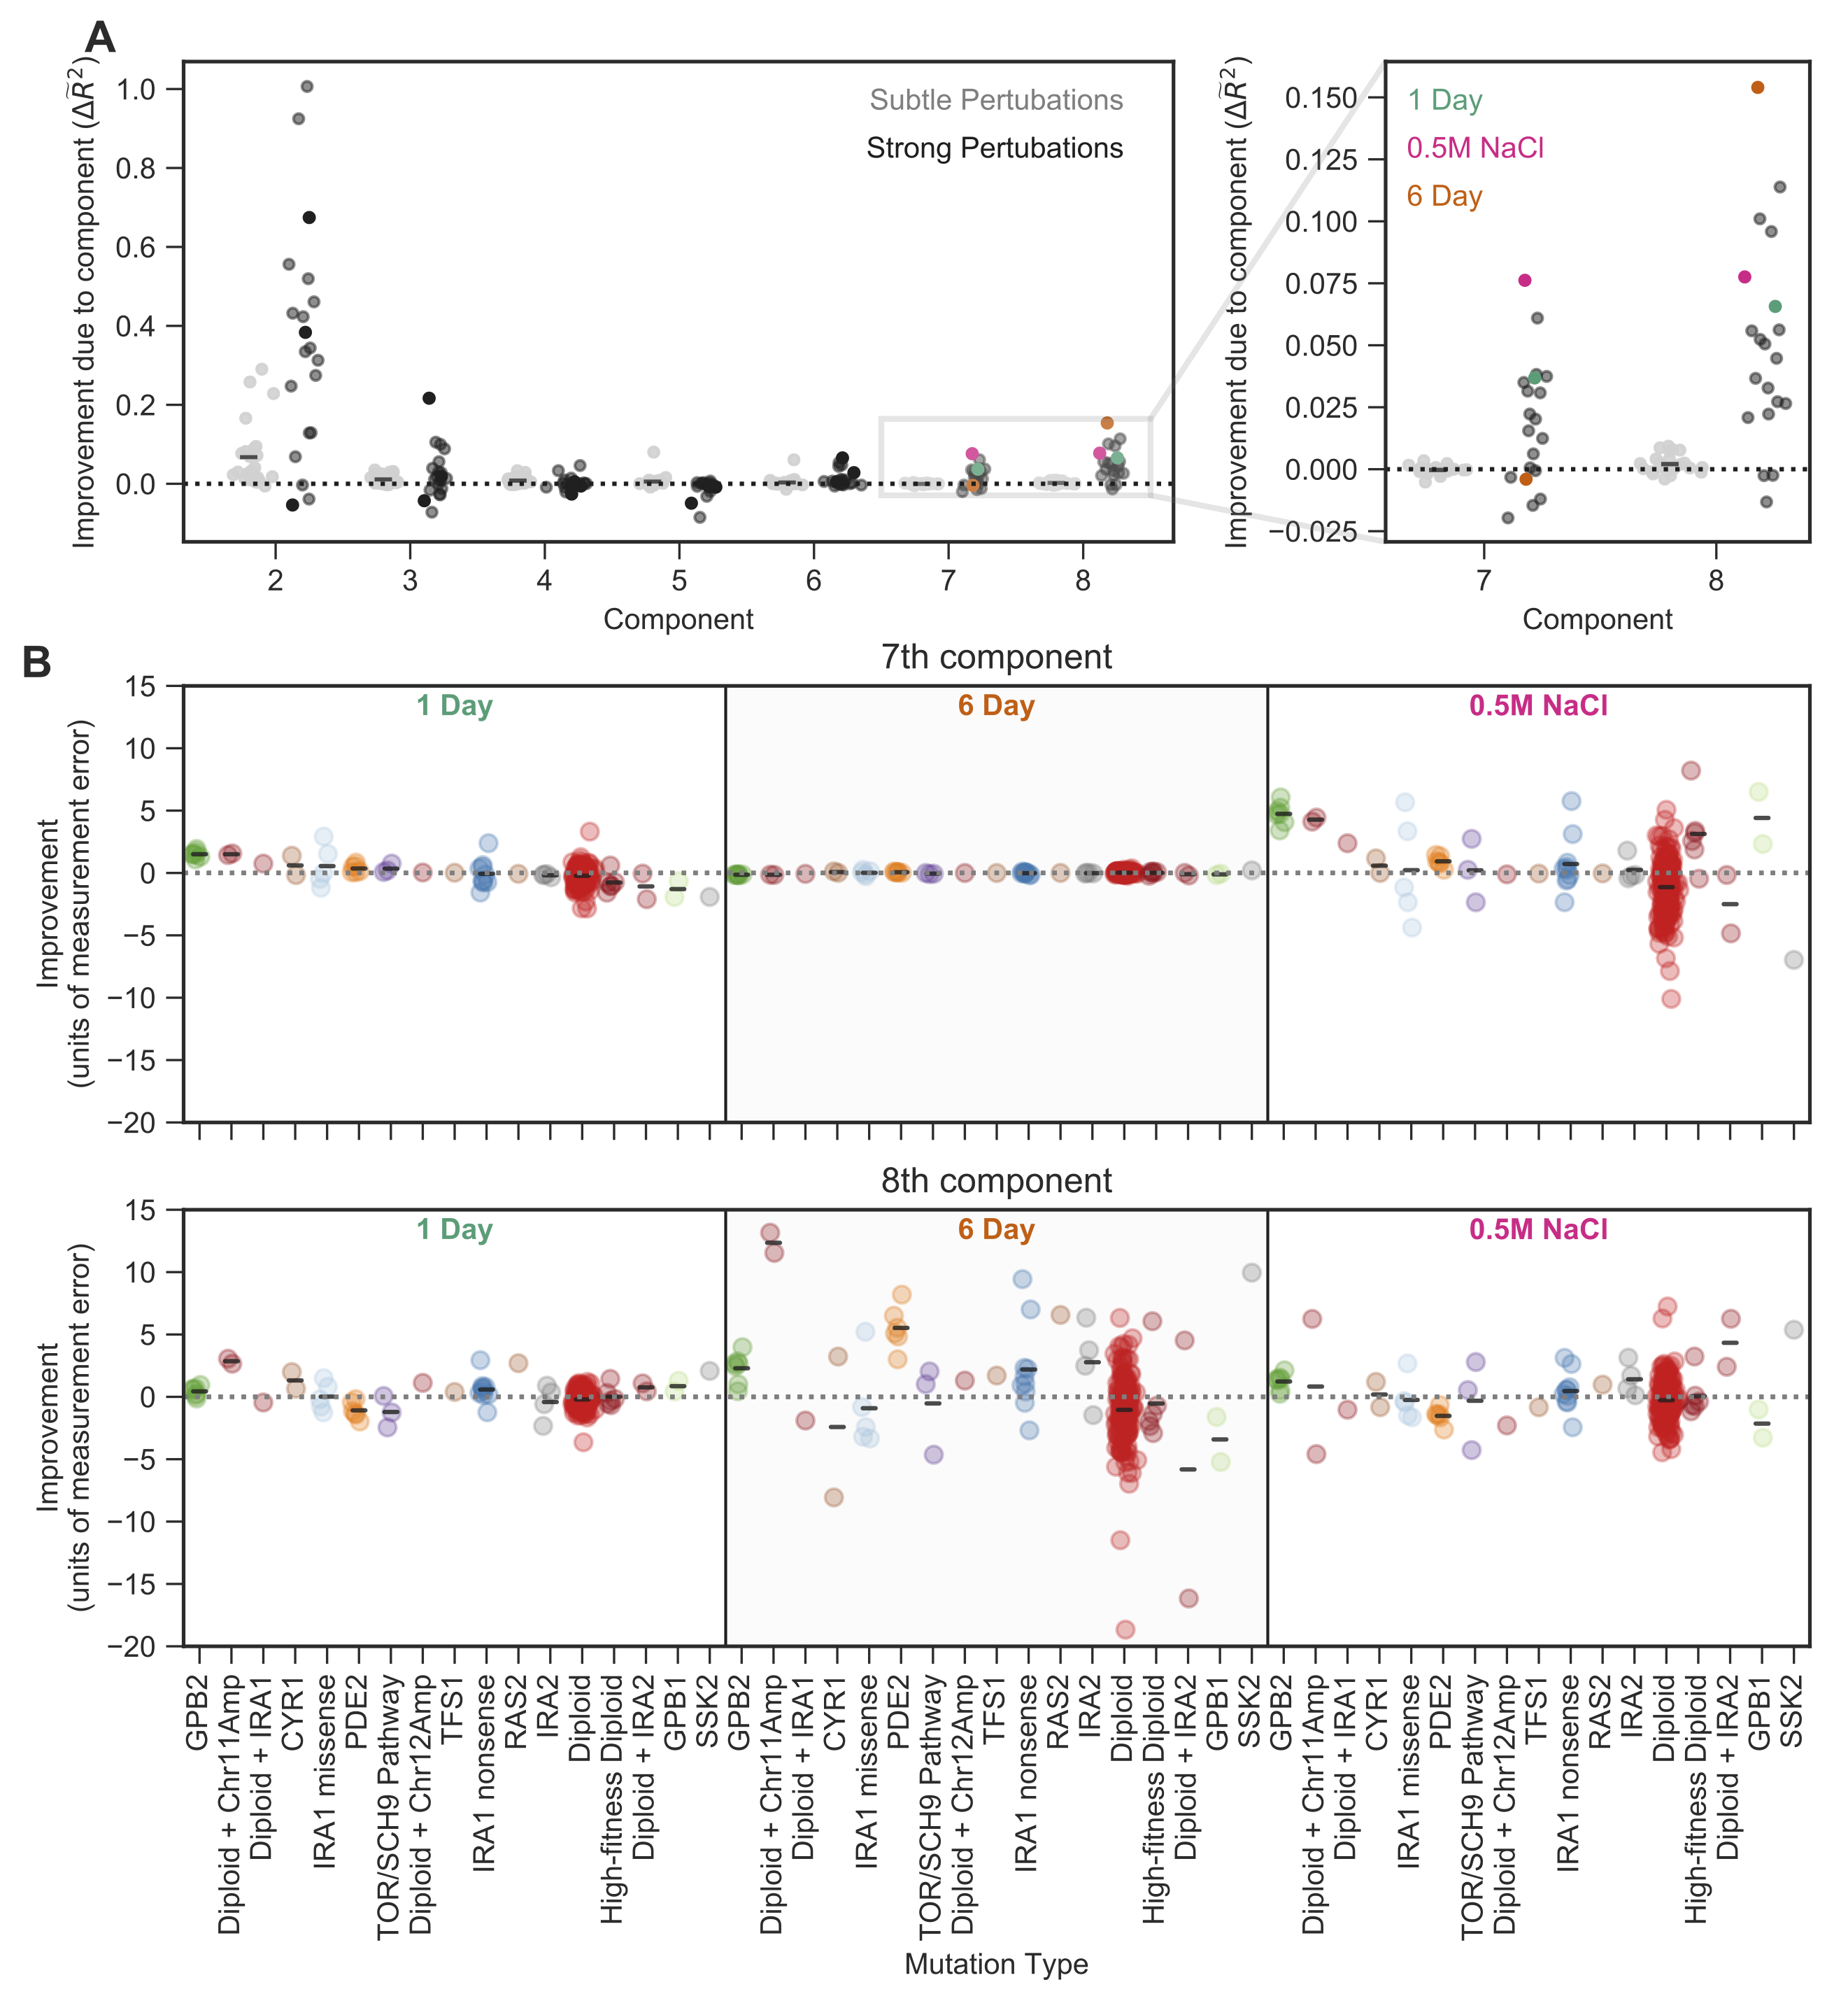 A
Improvement due to component (ΔR̃²)
1.0
0.8
0.6
0.4
0.2
0.0
Subtle Pertubations
Strong Pertubations
2 3 4 5 6 7 8
Component
Improvement due to component (ΔR̃²)
0.150
0.125
0.100
0.075
0.050
0.025
0.000
−0.025
1 Day
0.5M NaCl
6 Day
7 8
Component
B
7th component
Improvement
(units of measurement error)
15
10
5
0
−5
−10
−15
−20
1 Day
6 Day
0.5M NaCl
8th component
Improvement
(units of measurement error)
15
10
5
0
−5
−10
−15
−20
1 Day
6 Day
0.5M NaCl
GPB2
Diploid + Chr11Amp
Diploid + IRA1
CYR1
IRA1 missense
PDE2
TOR/SCH9 Pathway
Diploid + Chr12Amp
TFS1
IRA1 nonsense
RAS2
IRA2
Diploid
High-fitness Diploid
Diploid + IRA2
GPB1
SSK2
GPB2
Diploid + Chr11Amp
Diploid + IRA1
CYR1
IRA1 missense
PDE2
TOR/SCH9 Pathway
Diploid + Chr12Amp
TFS1
IRA1 nonsense
RAS2
IRA2
Diploid
High-fitness Diploid
Diploid + IRA2
GPB1
SSK2
GPB2
Diploid + Chr11Amp
Diploid + IRA1
CYR1
IRA1 missense
PDE2
TOR/SCH9 Pathway
Diploid + Chr12Amp
TFS1
IRA1 nonsense
RAS2
IRA2
Diploid
High-fitness Diploid
Diploid + IRA2
GPB1
SSK2
Mutation Type